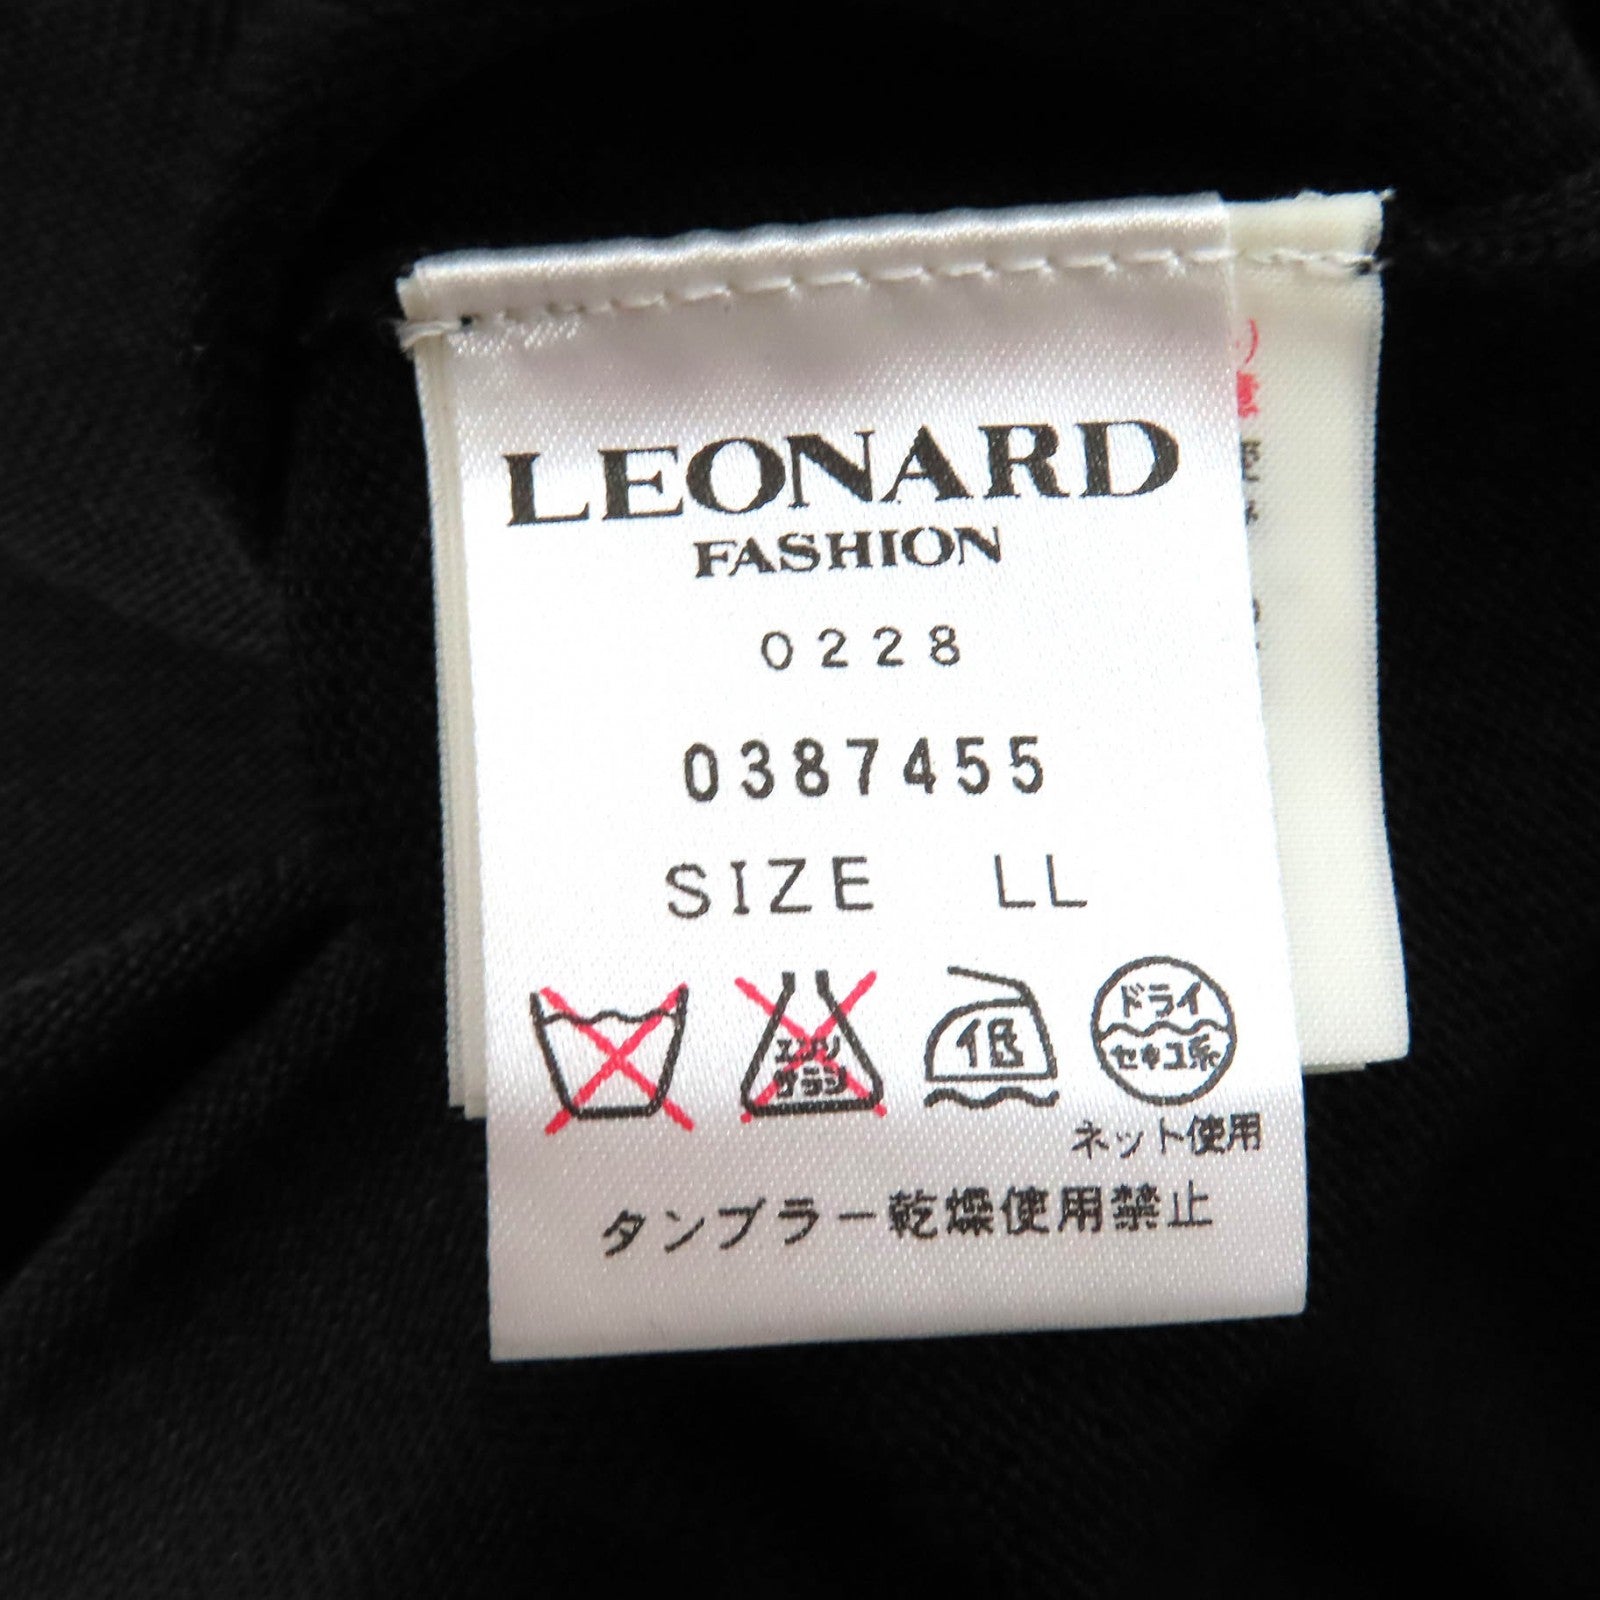 LEONARD
FASHION
0228
0387455
SIZE LL
エンソ
サラシ
低
ドライ
セキユ系
ネット使用
タンブラー乾燥使用禁止